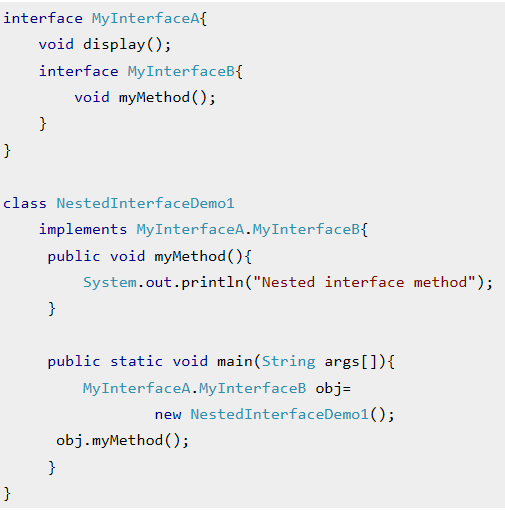 interface MyInterfaceA{
    void display();
    interface MyInterfaceB{
        void myMethod();
    }
}

class NestedInterfaceDemo1
    implements MyInterfaceA.MyInterfaceB{
     public void myMethod(){
         System.out.println("Nested interface method");
     }

     public static void main(String args[]){
         MyInterfaceA.MyInterfaceB obj=
                 new NestedInterfaceDemo1();
      obj.myMethod();
     }
}